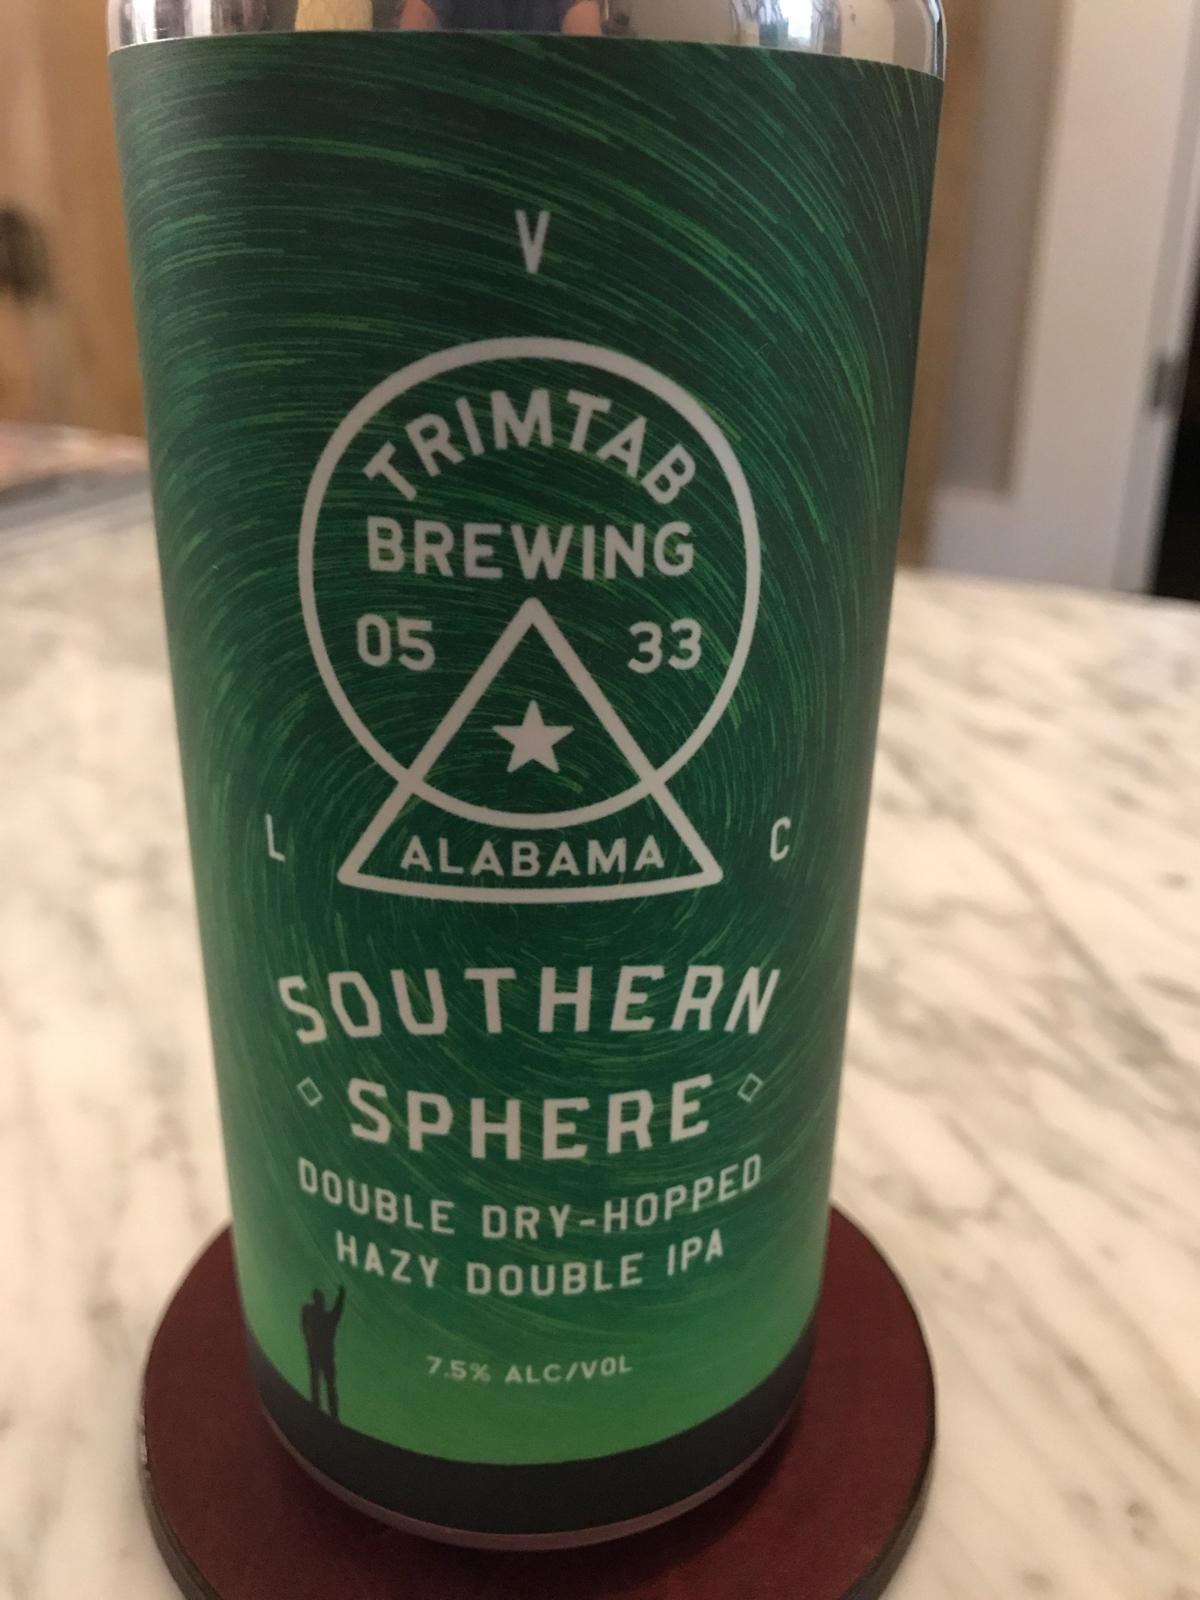 V
TRIMTAB
BREWING
05 33
ALABAMA
L C
SOUTHERN
SPHERE
DOUBLE DRY-HOPPED
HAZY DOUBLE IPA
7.5% ALC/VOL